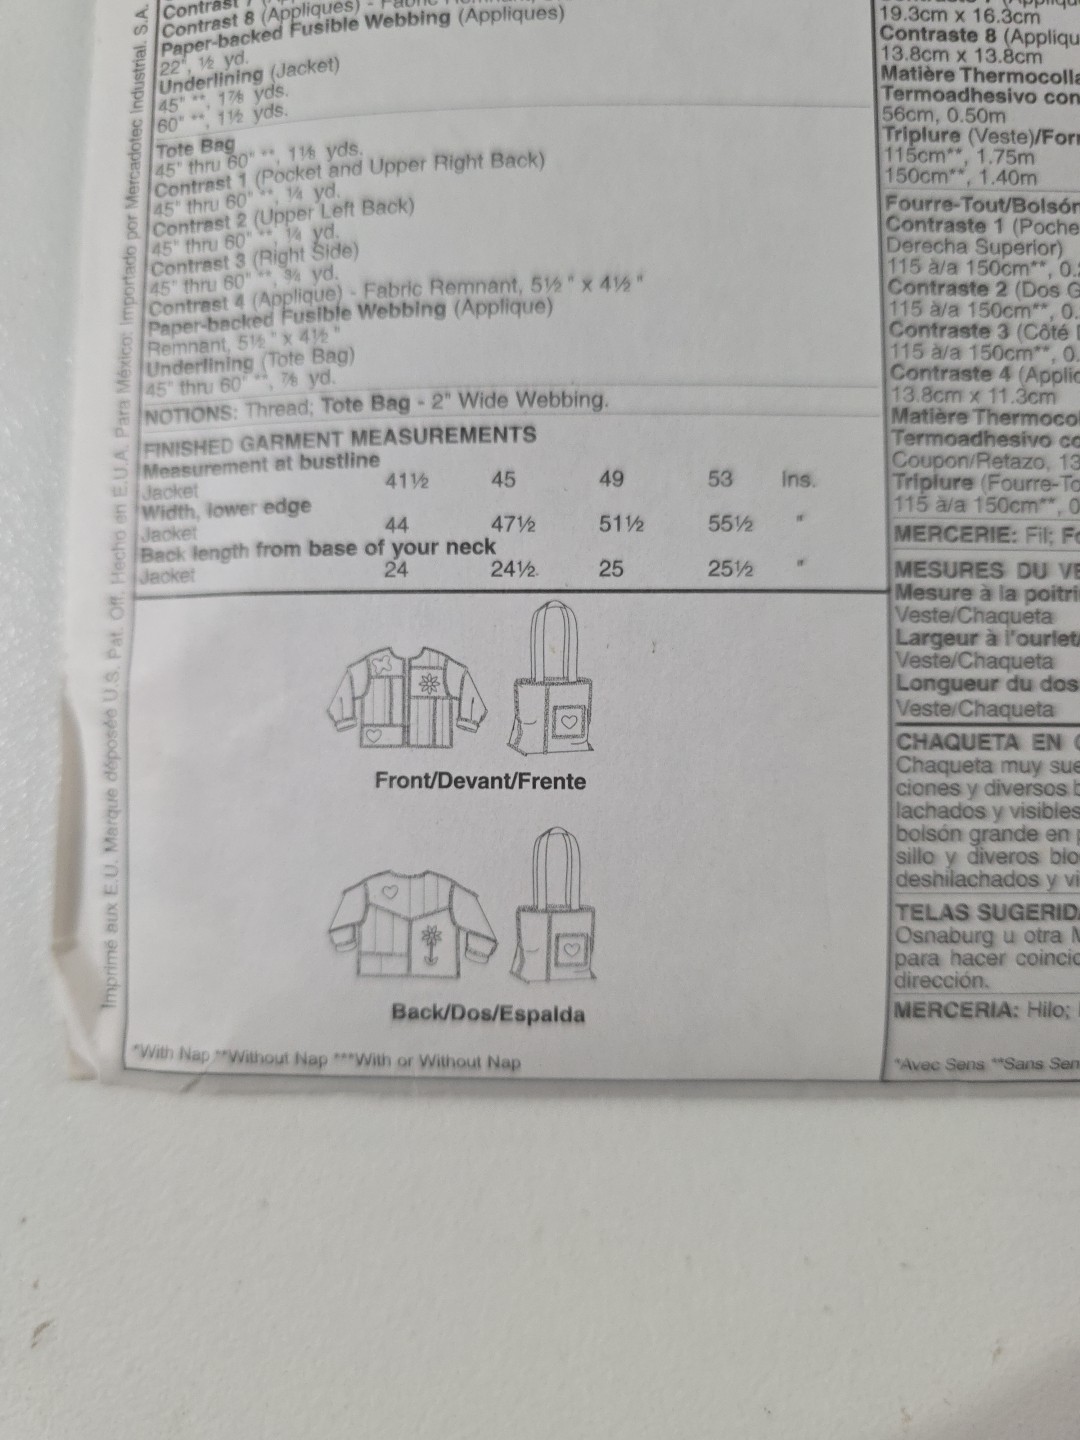 Contrast 8 (Appliques) - Fabric Remnant,
Paper-backed Fusible Webbing (Appliques)
22", ½ yd.
Underlining (Jacket)
45" **, 1⅞ yds.
60" **, 1½ yds.
Tote Bag
45" thru 60" **, 1⅛ yds.
Contrast 1 (Pocket and Upper Right Back)
45" thru 60" **, ¼ yd.
Contrast 2 (Upper Left Back)
45" thru 60" **, ¼ yd.
Contrast 3 (Right Side)
45" thru 60" **, ¾ yd.
Contrast 4 (Applique) - Fabric Remnant, 5½ " x 4½ "
Paper-backed Fusible Webbing (Applique)
Remnant, 5½ " x 4½ "
Underlining (Tote Bag)
45" thru 60" **, ⅞ yd.
NOTIONS: Thread; Tote Bag - 2" Wide Webbing.
FINISHED GARMENT MEASUREMENTS
Measurement at bustline
Jacket 41½ 45 49 53 Ins.
Width, lower edge
Jacket 44 47½ 51½ 55½ "
Back length from base of your neck
Jacket 24 24½ 25 25½ "
Front/Devant/Frente
Back/Dos/Espalda
*With Nap **Without Nap ***With or Without Nap
Imprimé aux E.U. Marque déposée U.S. Pat. Off. Hecho en E.U.A. Para México: Importado por Mercadotec Industrial, S.A.
19.3cm x 16.3cm
Contraste 8 (Appliqu
13.8cm x 13.8cm
Matière Thermocolla
Termoadhesivo con
56cm, 0.50m
Triplure (Veste)/Forr
115cm**, 1.75m
150cm**, 1.40m
Fourre-Tout/Bolsón
Contraste 1 (Poche
Derecha Superior)
115 à/a 150cm**, 0.
Contraste 2 (Dos G
115 à/a 150cm**, 0.
Contraste 3 (Côté
115 à/a 150cm**, 0.
Contraste 4 (Applic
13.8cm x 11.3cm
Matière Thermocol
Termoadhesivo co
Coupon/Retazo, 13
Triplure (Fourre-To
115 à/a 150cm**, 0
MERCERIE: Fil; Fo
MESURES DU VE
Mesure à la poitri
Veste/Chaqueta
Largeur à l'ourlet
Veste/Chaqueta
Longueur du dos
Veste/Chaqueta
CHAQUETA EN
Chaqueta muy sue
ciones y diversos b
lachados y visibles
bolsón grande en
sillo y diveros blo
deshilachados y vi
TELAS SUGERIDA
Osnaburg u otra M
para hacer coincid
dirección.
MERCERIA: Hilo;
*Avec Sens **Sans Sen